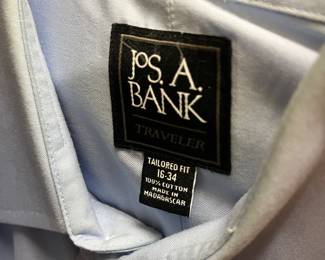 JOS. A.
BANK
TRAVELER
TAILORED FIT
16-34
100% COTTON
MADE IN
MADAGASCAR